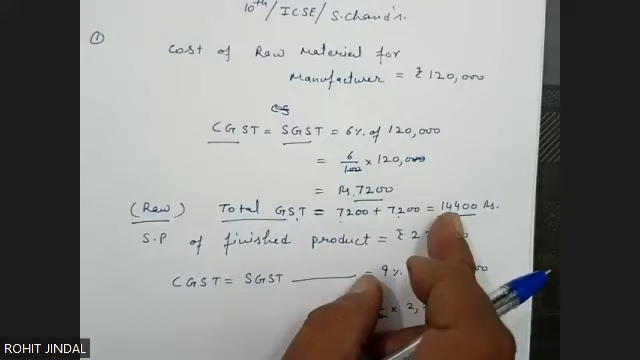 10th / ICSE / S.Chand's.
①
Cost of Raw Material for
Manufacturer = ₹ 120,000
CGST = SGST = 6% of 120,000
= 6/100 × 120,000
= Rs. 7200
(Raw) Total GST = 7200 + 7200 = 14400 Rs.
S.P of finished product = ₹ 2
CGST = SGST = 9%
× 2,
ROHIT JINDAL